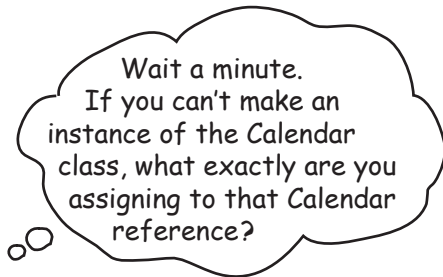 Wait a minute.
If you can't make an
instance of the Calendar
class, what exactly are you
assigning to that Calendar
reference?